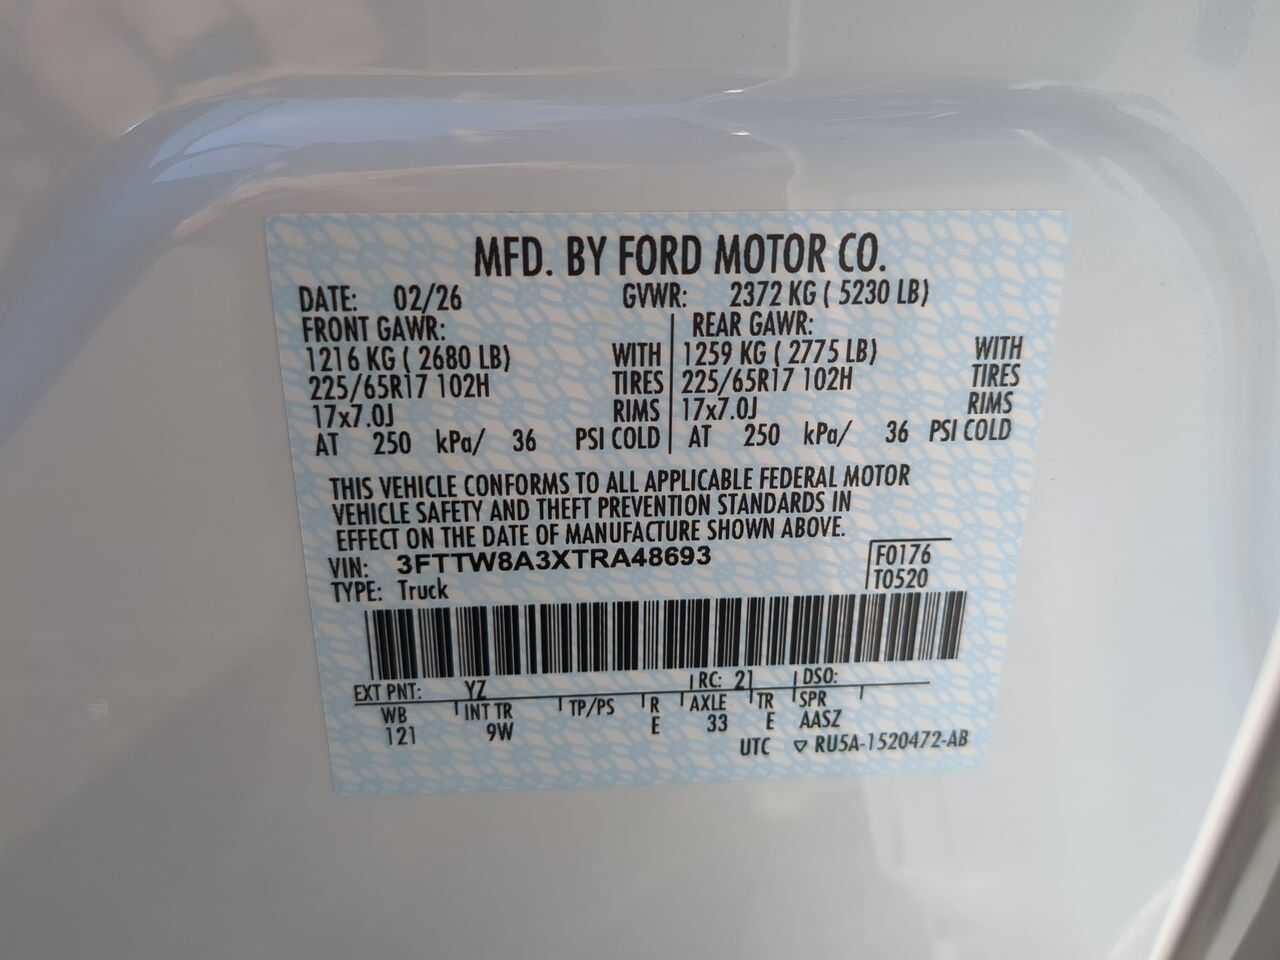 MFD. BY FORD MOTOR CO.
DATE: 02/26 GVWR: 2372 KG ( 5230 LB)
FRONT GAWR: REAR GAWR:
1216 KG ( 2680 LB) WITH 1259 KG ( 2775 LB) WITH
225/65R17 102H TIRES 225/65R17 102H TIRES
17x7.0J RIMS 17x7.0J RIMS
AT 250 kPa/ 36 PSI COLD AT 250 kPa/ 36 PSI COLD
THIS VEHICLE CONFORMS TO ALL APPLICABLE FEDERAL MOTOR
VEHICLE SAFETY AND THEFT PREVENTION STANDARDS IN
EFFECT ON THE DATE OF MANUFACTURE SHOWN ABOVE.
VIN: 3FTTW8A3XTRA48693 F0176
TYPE: Truck T0520
EXT PNT: YZ RC: 21 DSO:
WB INT TR TP/PS R AXLE TR SPR
121 9W E 33 E AASZ
UTC ▽ RU5A-1520472-AB